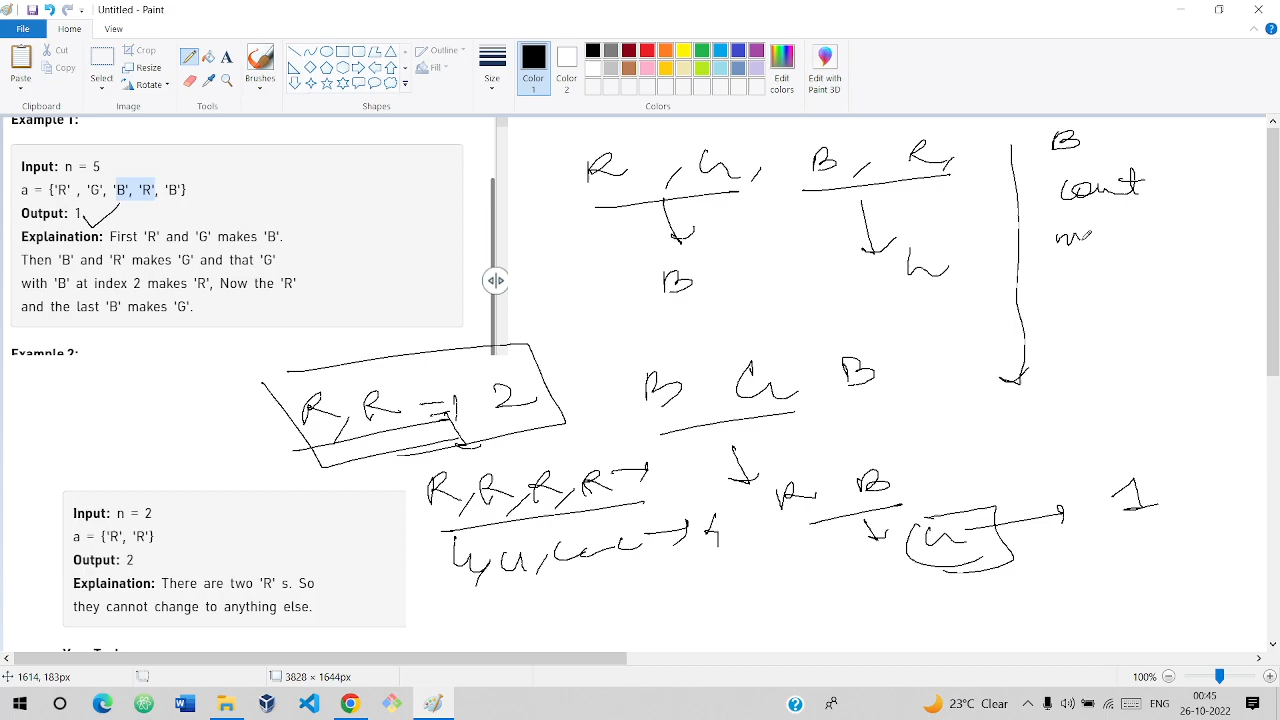 Untitled - Paint
File
Home
View
Paste
Cut
Copy
Clipboard
Select
Crop
Resize
Rotate
Image
Tools
Brushes
Shapes
Outline
Fill
Size
Color 1
Color 2
Colors
Edit colors
Edit with Paint 3D
Example 1:
Input: n = 5
a = {'R' , 'G', 'B', 'R', 'B'}
Output: 1
Explaination: First 'R' and 'G' makes 'B'.
Then 'B' and 'R' makes 'G' and that 'G'
with 'B' at index 2 makes 'R', Now the 'R'
and the last 'B' makes 'G'.
Example 2:
R , G, B, R,
B
G
B
count
B G B
R, R = 1 2
R, R, R, R
R B
G
1
4
Input: n = 2
a = {'R', 'R'}
Output: 2
Explaination: There are two 'R' s. So
they cannot change to anything else.
1614, 183px
3828 × 1644px
100%
23°C Clear
00:45
26-10-2022